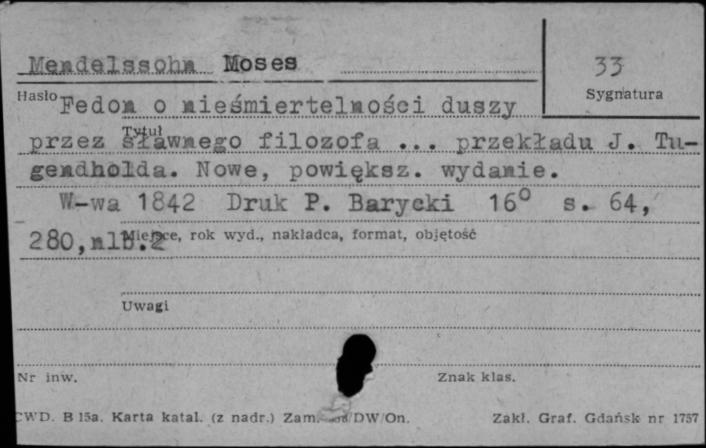 Mendelssohn Moses
33
Hasło
Sygnatura
Fedon o nieśmiertelności duszy
Tytuł
przez sławnego filozofa ... przekładu J. Tu-
gendholda. Nowe, powiększ. wydanie.
W-wa 1842 Druk P. Barycki 16° s. 64,
280, nlb.2
Miejsce, rok wyd., nakładca, format, objętość
Uwagi
Nr inw.
Znak klas.
CWD. B 15a. Karta katal. (z nadr.) Zam. DW/On.
Zakł. Graf. Gdańsk nr 1757